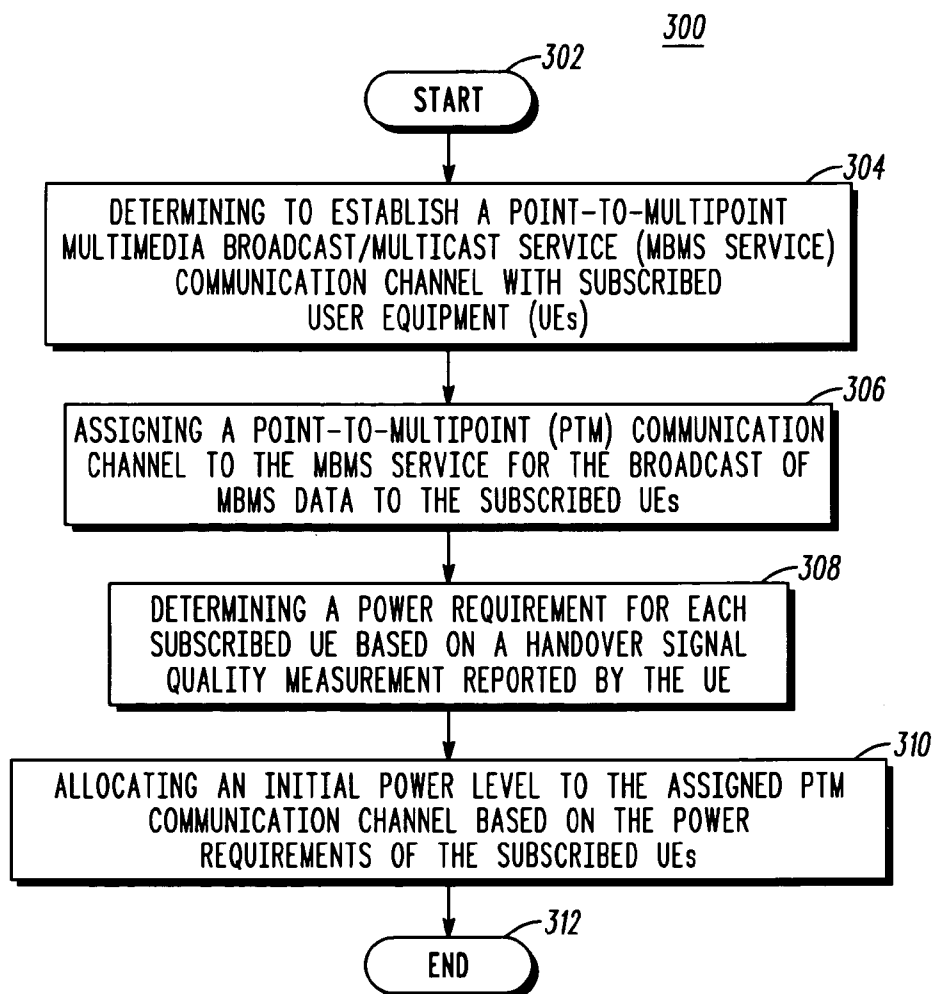 300
302
START
304
DETERMINING TO ESTABLISH A POINT-TO-MULTIPOINT
MULTIMEDIA BROADCAST/MULTICAST SERVICE (MBMS SERVICE)
COMMUNICATION CHANNEL WITH SUBSCRIBED
USER EQUIPMENT (UEs)
306
ASSIGNING A POINT-TO-MULTIPOINT (PTM) COMMUNICATION
CHANNEL TO THE MBMS SERVICE FOR THE BROADCAST OF
MBMS DATA TO THE SUBSCRIBED UEs
308
DETERMINING A POWER REQUIREMENT FOR EACH
SUBSCRIBED UE BASED ON A HANDOVER SIGNAL
QUALITY MEASUREMENT REPORTED BY THE UE
310
ALLOCATING AN INITIAL POWER LEVEL TO THE ASSIGNED PTM
COMMUNICATION CHANNEL BASED ON THE POWER
REQUIREMENTS OF THE SUBSCRIBED UEs
312
END